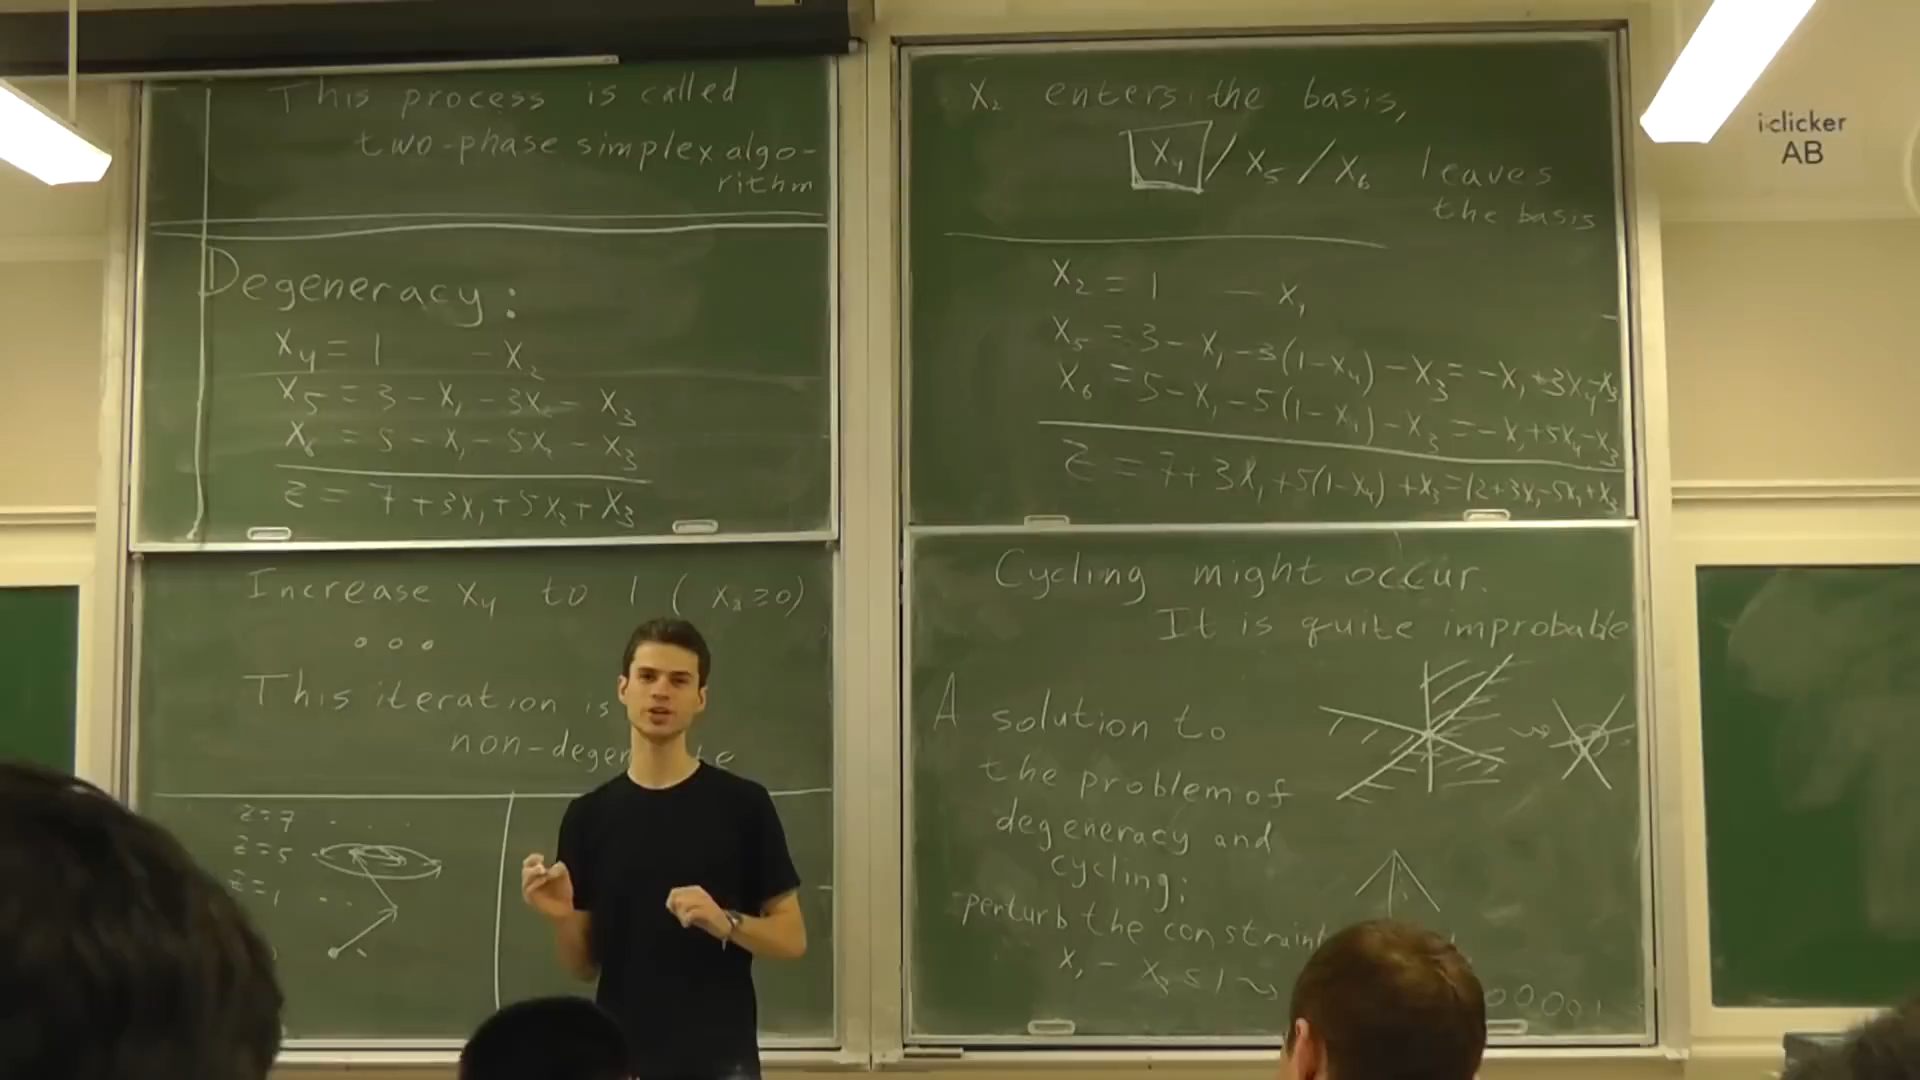 This process is called
two-phase simplex algo-
rithm
Degeneracy:
X₄ = 1 - X₂
X₅ = 3 - X₁ - 3X₂ - X₃
X₆ = 5 - X₁ - 5X₂ - X₃
Z = 7 + 3X₁ + 5X₂ + X₃
Increase X₄ to 1 ( X₂ ≥ 0)
This iteration is
non-degen
Z = 7
Z = 5
Z = 1
X₂ enters the basis,
X₄ / X₅ / X₆ leaves
the basis
X₂ = 1 - X₄
X₅ = 3 - X₁ - 3(1-X₄) - X₃ = -X₁ + 3X₄ - X₃
X₆ = 5 - X₁ - 5(1-X₄) - X₃ = -X₁ + 5X₄ - X₃
Z = 7 + 3X₁ + 5(1-X₄) + X₃ = 12 + 3X₁ - 5X₄ + X₃
Cycling might occur.
It is quite improbable
A solution to
the problem of
degeneracy and
cycling:
perturb the constraint
X₁ - X₃ ≤ 1 ⇝
00001
i>clicker
AB